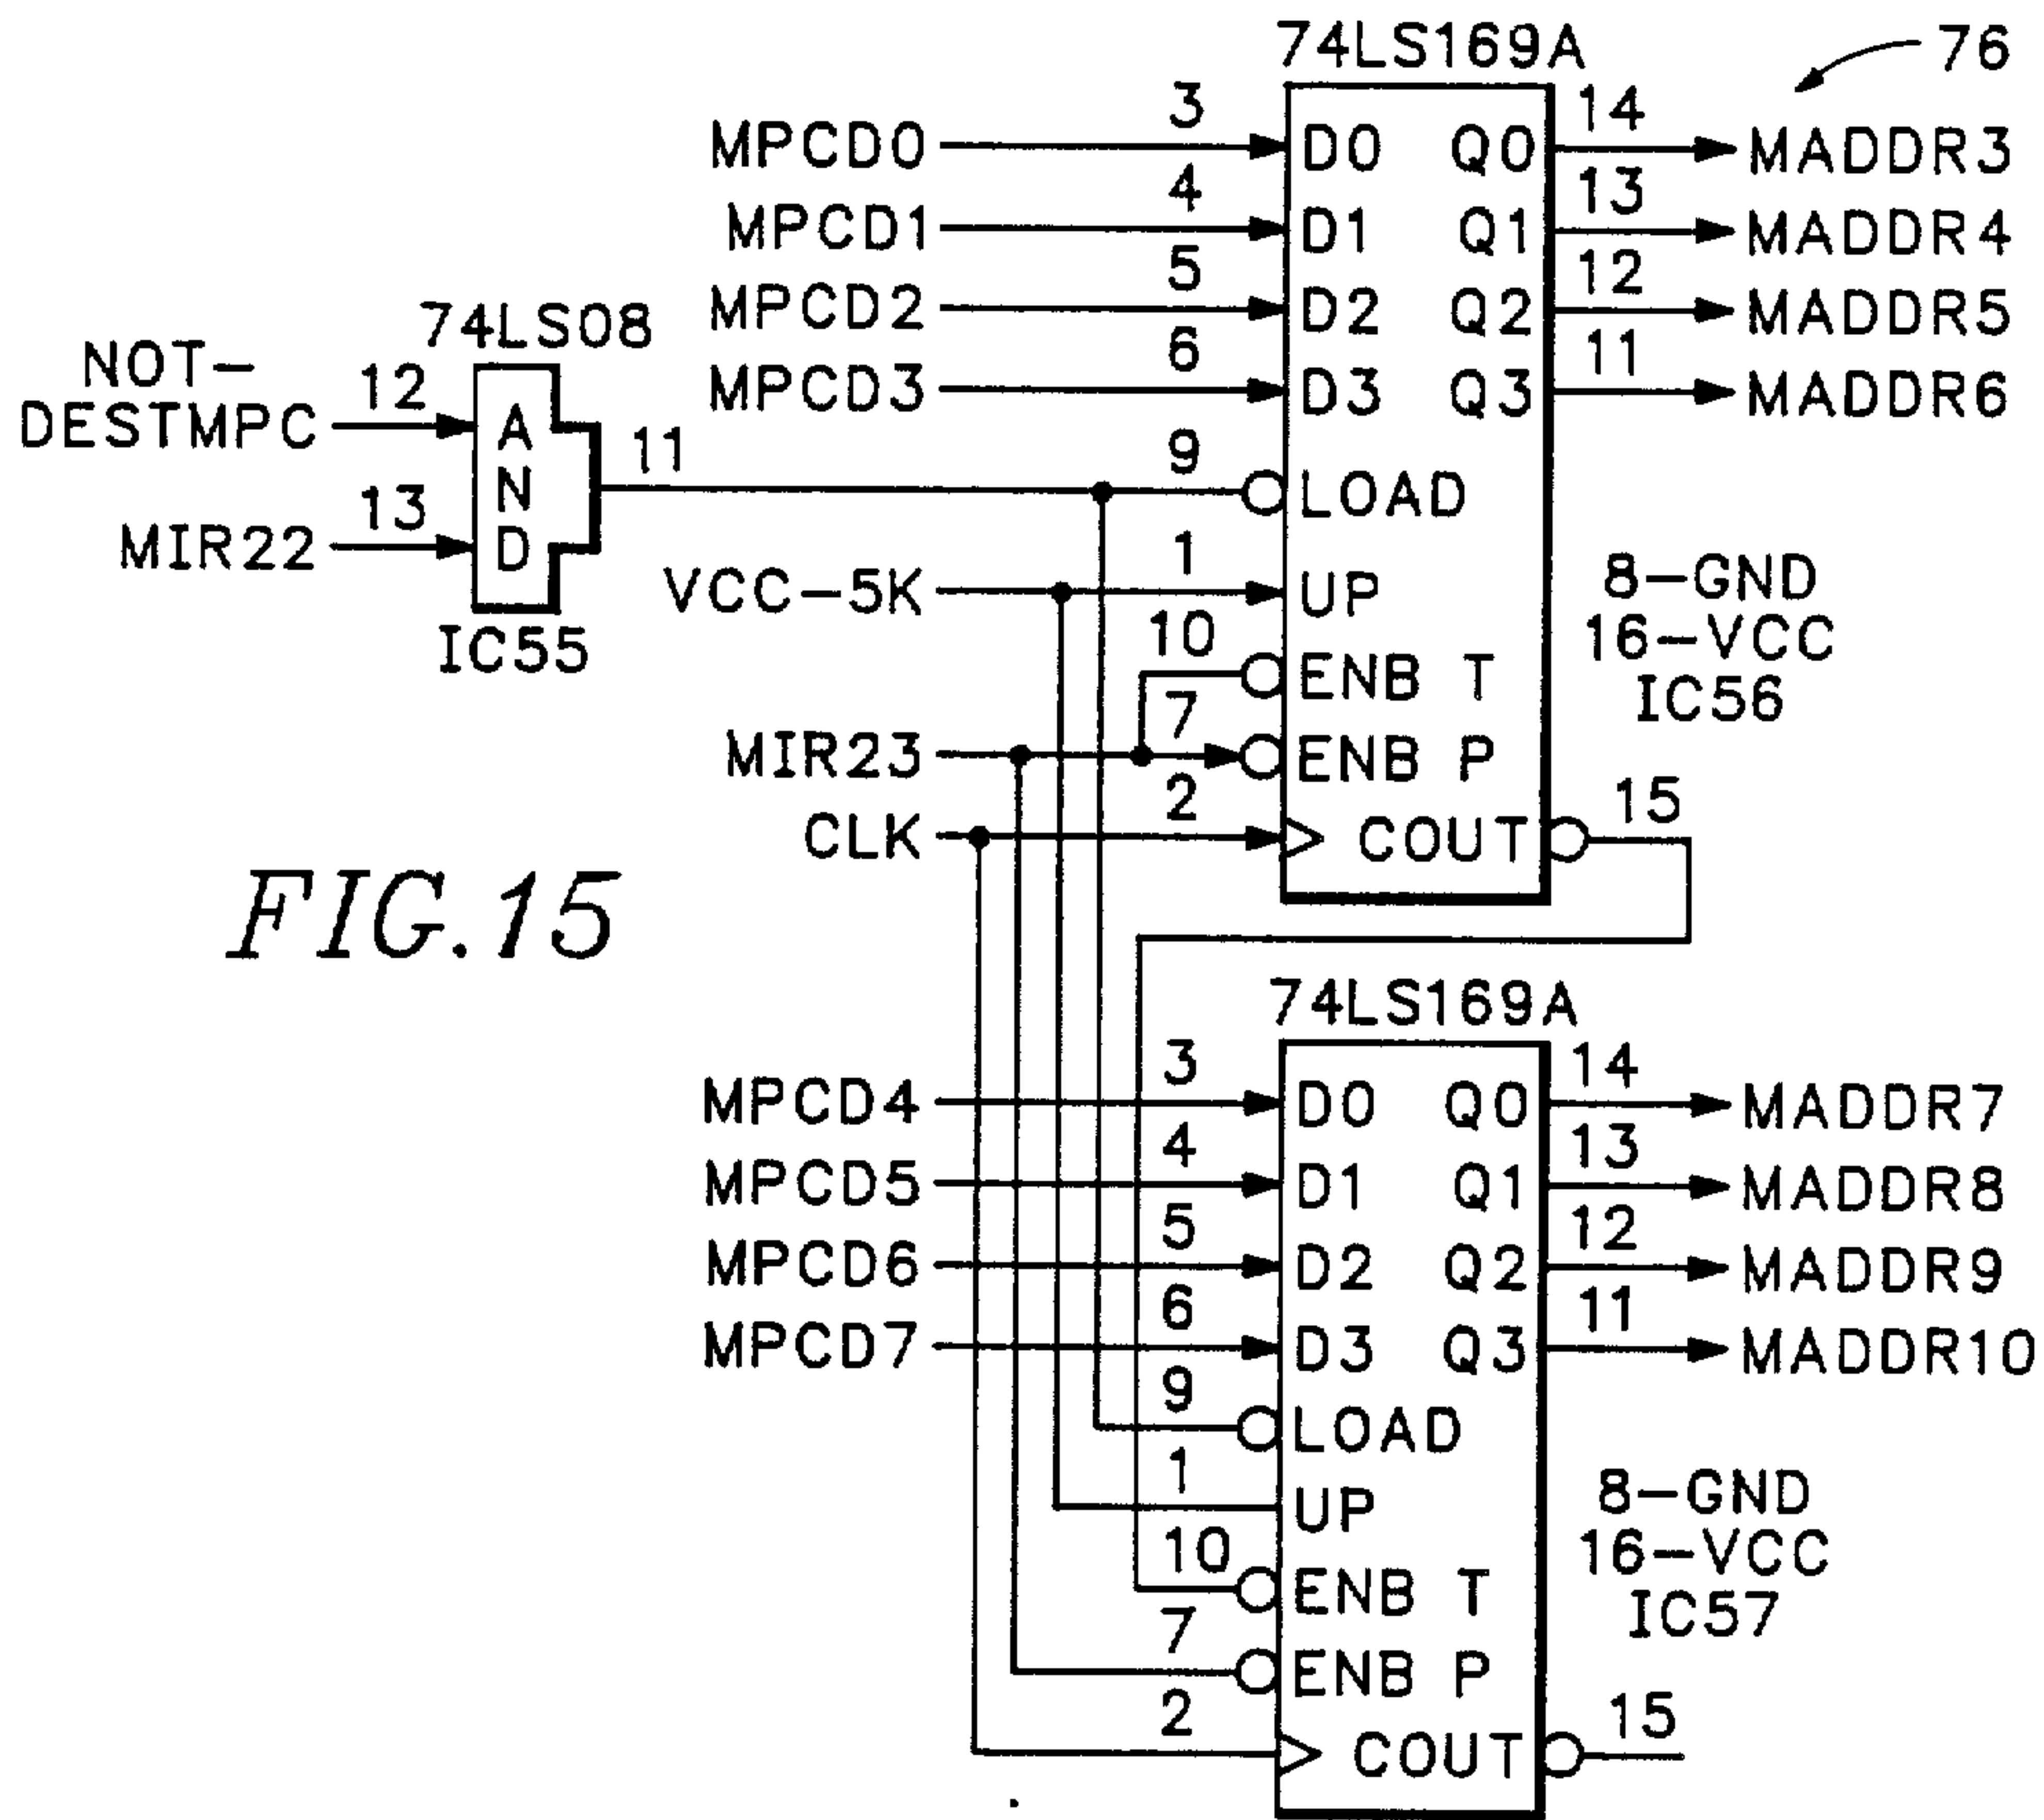 74LS169A
76
MPCD0 3 D0 Q0 14 MADDR3
MPCD1 4 D1 Q1 13 MADDR4
MPCD2 5 D2 Q2 12 MADDR5
MPCD3 6 D3 Q3 11 MADDR6
74LS08
NOT-
DESTMPC 12
MIR22 13
AND
11
IC55
9 LOAD
VCC-5K 1 UP
10 ENB T
MIR23 7 ENB P
CLK 2 COUT 15
8-GND
16-VCC
IC56
FIG.15
74LS169A
MPCD4 3 D0 Q0 14 MADDR7
MPCD5 4 D1 Q1 13 MADDR8
MPCD6 5 D2 Q2 12 MADDR9
MPCD7 6 D3 Q3 11 MADDR10
9 LOAD
1 UP
10 ENB T
7 ENB P
2 COUT 15
8-GND
16-VCC
IC57